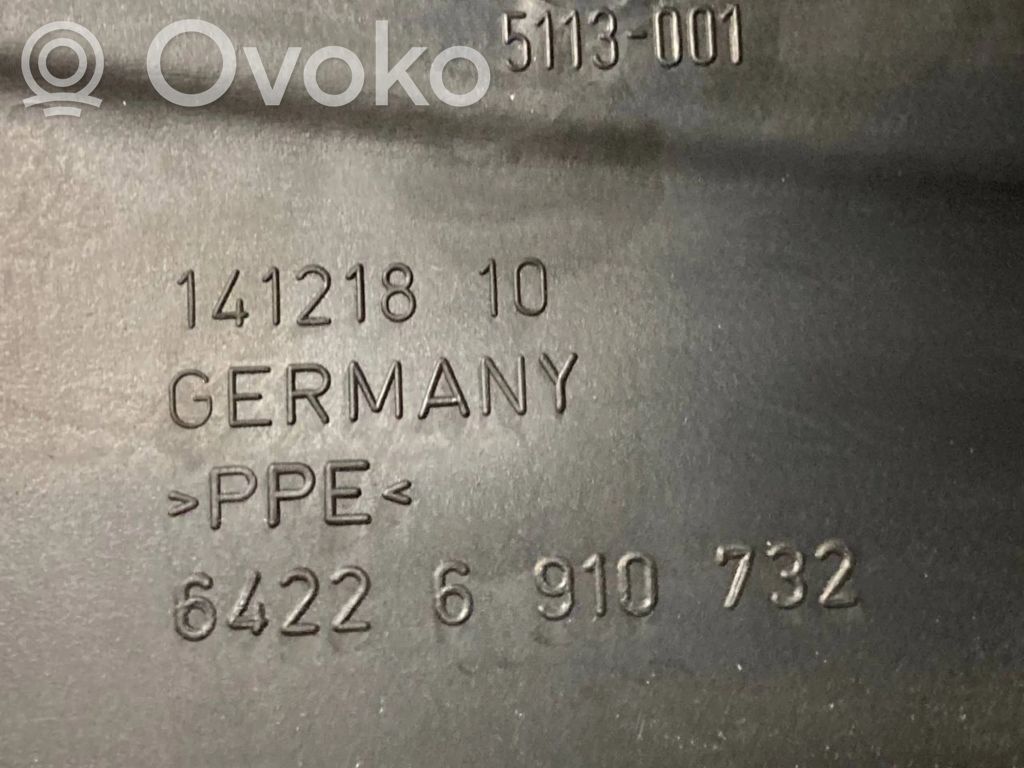 Ovoko
5113-001
141218 10
GERMANY
>PPE<
6422 6 910 732